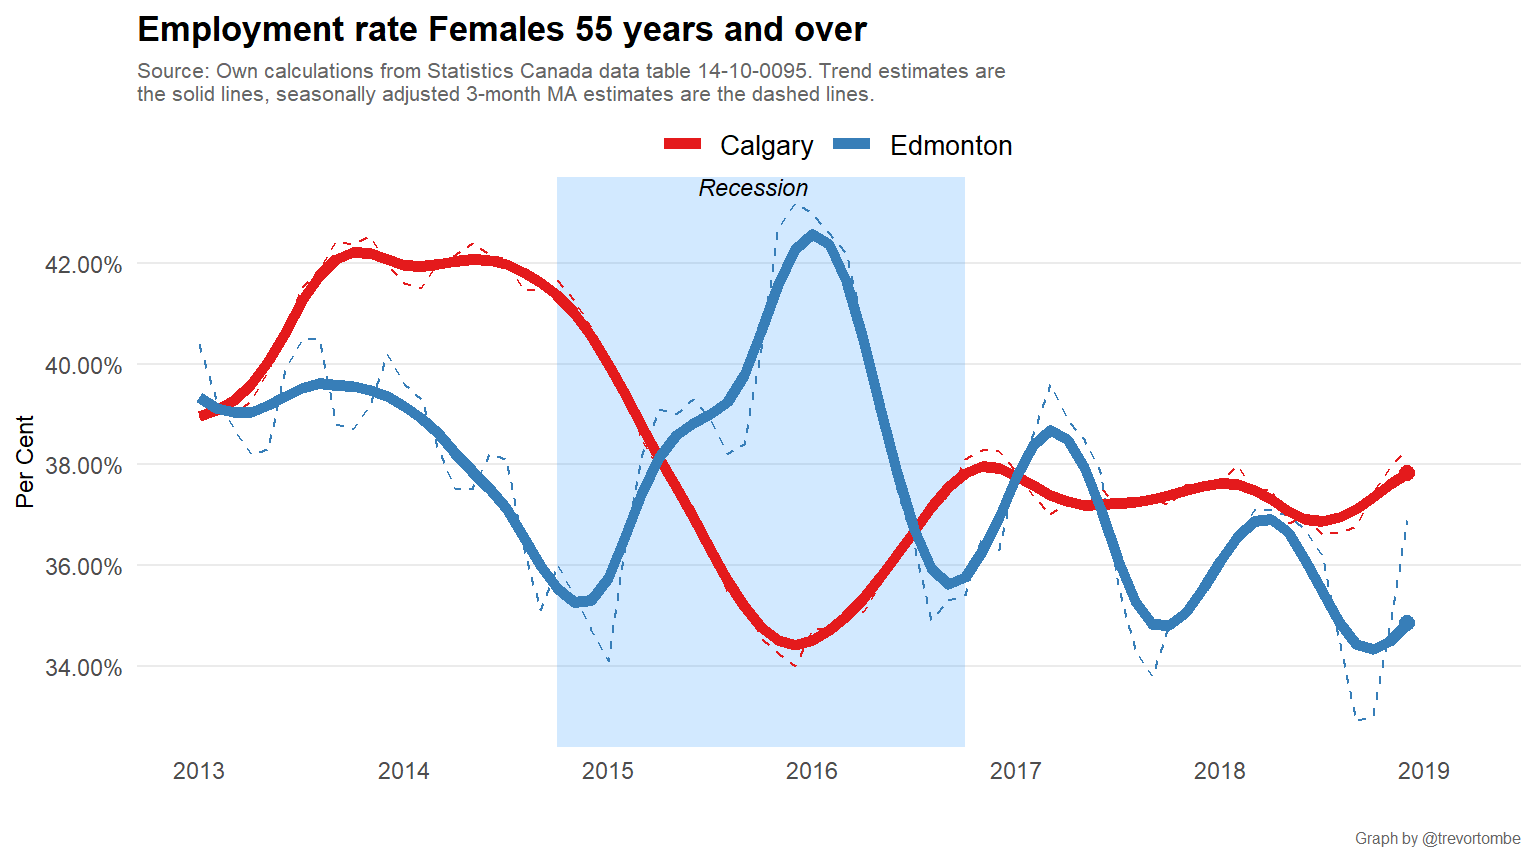 Employment rate Females 55 years and over
Source: Own calculations from Statistics Canada data table 14-10-0095. Trend estimates are
the solid lines, seasonally adjusted 3-month MA estimates are the dashed lines.
Calgary Edmonton
Recession
42.00%
40.00%
38.00%
36.00%
34.00%
Per Cent
2013 2014 2015 2016 2017 2018 2019
Graph by @trevortombe